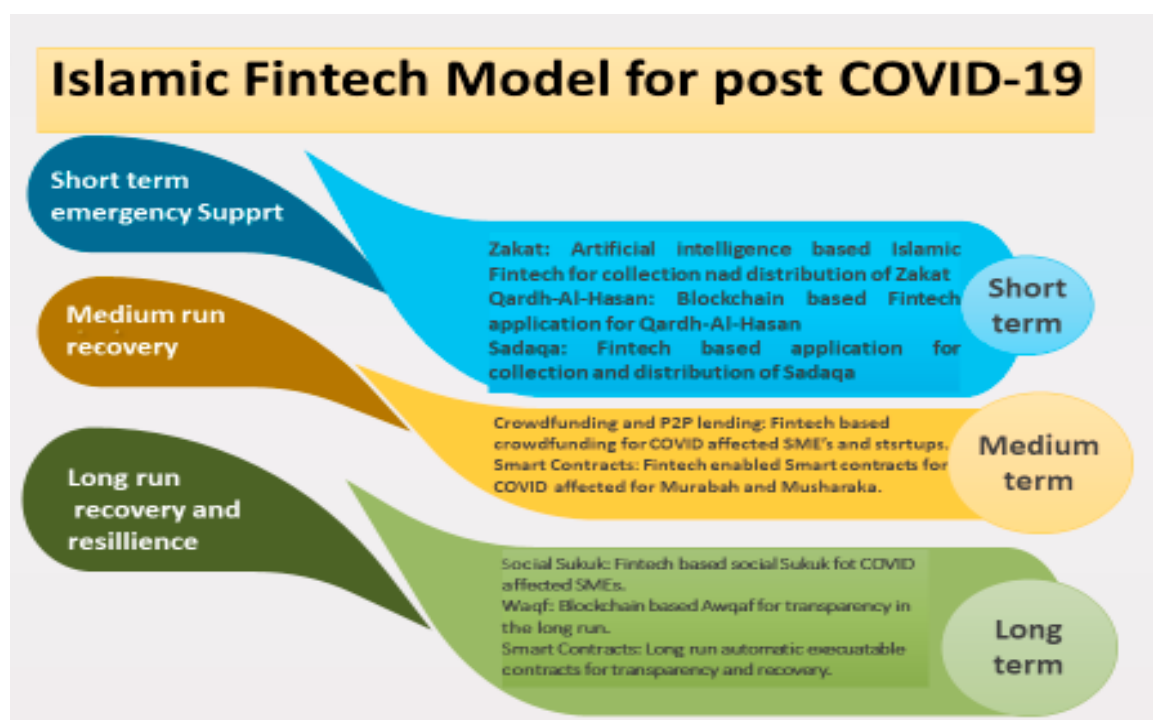 Islamic Fintech Model for post COVID-19
Short term
emergency Supprt
Zakat: Artificial intelligence based Islamic
Fintech for collection nad distribution of Zakat
Qardh-Al-Hasan: Blockchain based Fintech
application for Qardh-Al-Hasan
Sadaqa: Fintech based application for
collection and distribution of Sadaqa
Short
term
Medium run
recovery
Crowdfunding and P2P lending: Fintech based
crowdfunding for COVID affected SME's and stsrtups.
Smart Contracts: Fintech enabled Smart contracts for
COVID affected for Murabah and Musharaka.
Medium
term
Long run
recovery and
resillience
Social Sukuk: Fintech based social Sukuk fot COVID
affected SMEs.
Waqf: Blockchain based Awqaf for transparency in
the long run.
Smart Contracts: Long run automatic execuatable
contracts for transparency and recovery.
Long
term